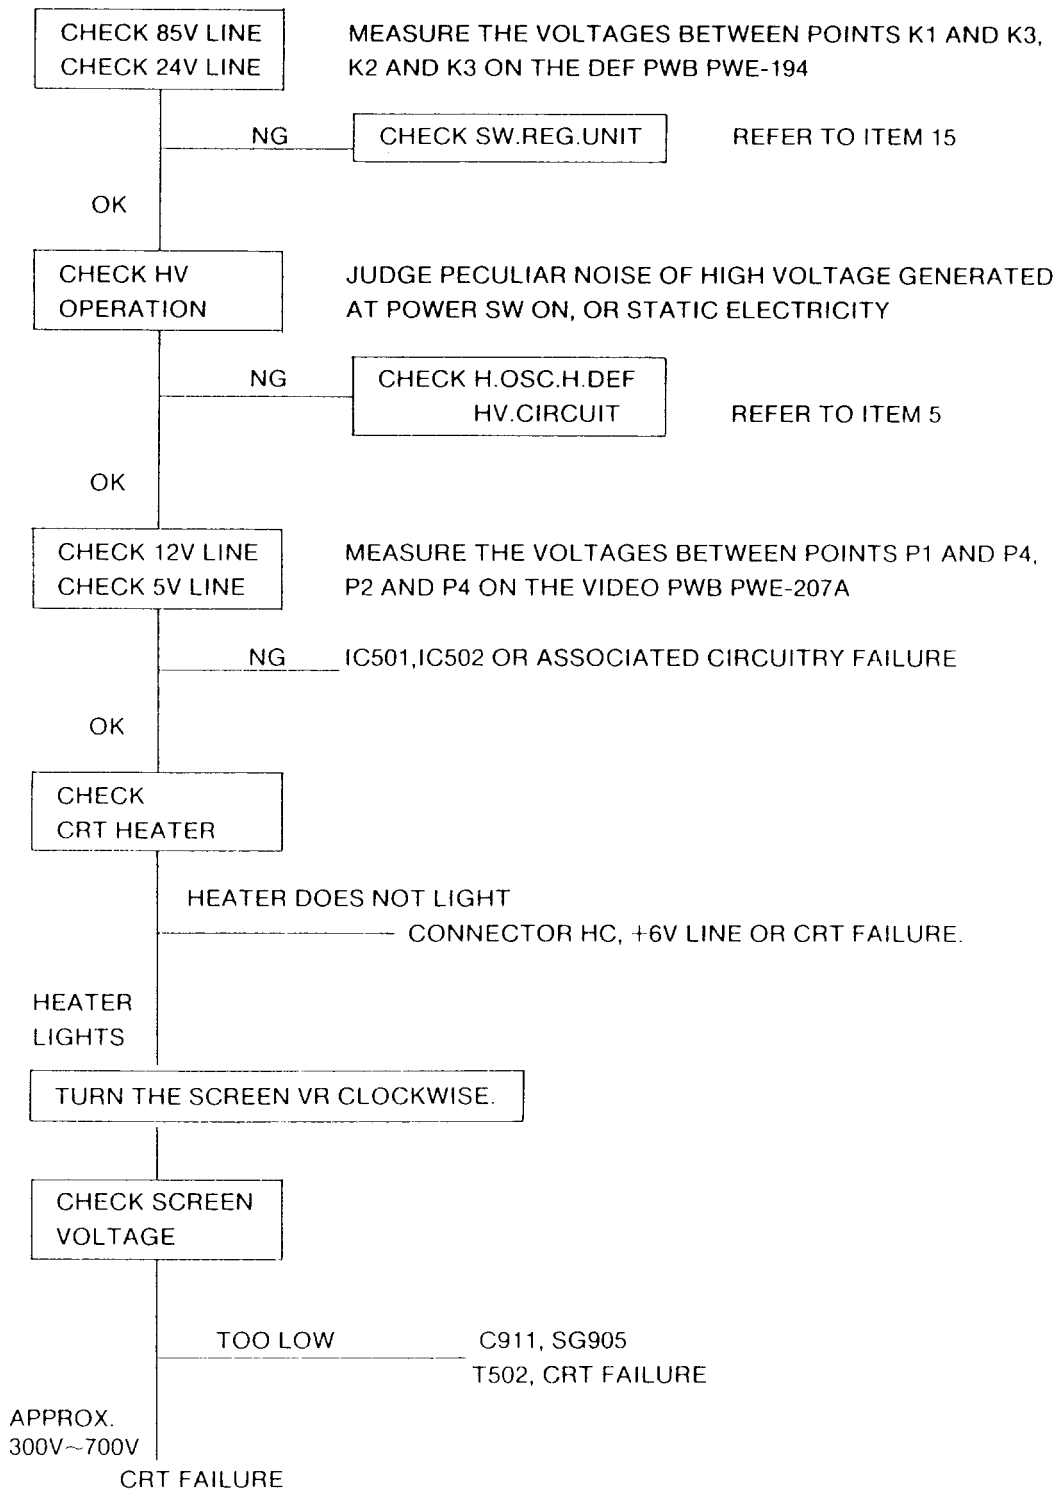 CHECK 85V LINE
CHECK 24V LINE
MEASURE THE VOLTAGES BETWEEN POINTS K1 AND K3,
K2 AND K3 ON THE DEF PWB PWE-194
NG
CHECK SW.REG.UNIT
REFER TO ITEM 15
OK
CHECK HV
OPERATION
JUDGE PECULIAR NOISE OF HIGH VOLTAGE GENERATED
AT POWER SW ON, OR STATIC ELECTRICITY
NG
CHECK H.OSC.H.DEF
HV.CIRCUIT
REFER TO ITEM 5
OK
CHECK 12V LINE
CHECK 5V LINE
MEASURE THE VOLTAGES BETWEEN POINTS P1 AND P4,
P2 AND P4 ON THE VIDEO PWB PWE-207A
NG
IC501,IC502 OR ASSOCIATED CIRCUITRY FAILURE
OK
CHECK
CRT HEATER
HEATER DOES NOT LIGHT
CONNECTOR HC, +6V LINE OR CRT FAILURE.
HEATER
LIGHTS
TURN THE SCREEN VR CLOCKWISE.
CHECK SCREEN
VOLTAGE
TOO LOW
C911, SG905
T502, CRT FAILURE
APPROX.
300V~700V
CRT FAILURE